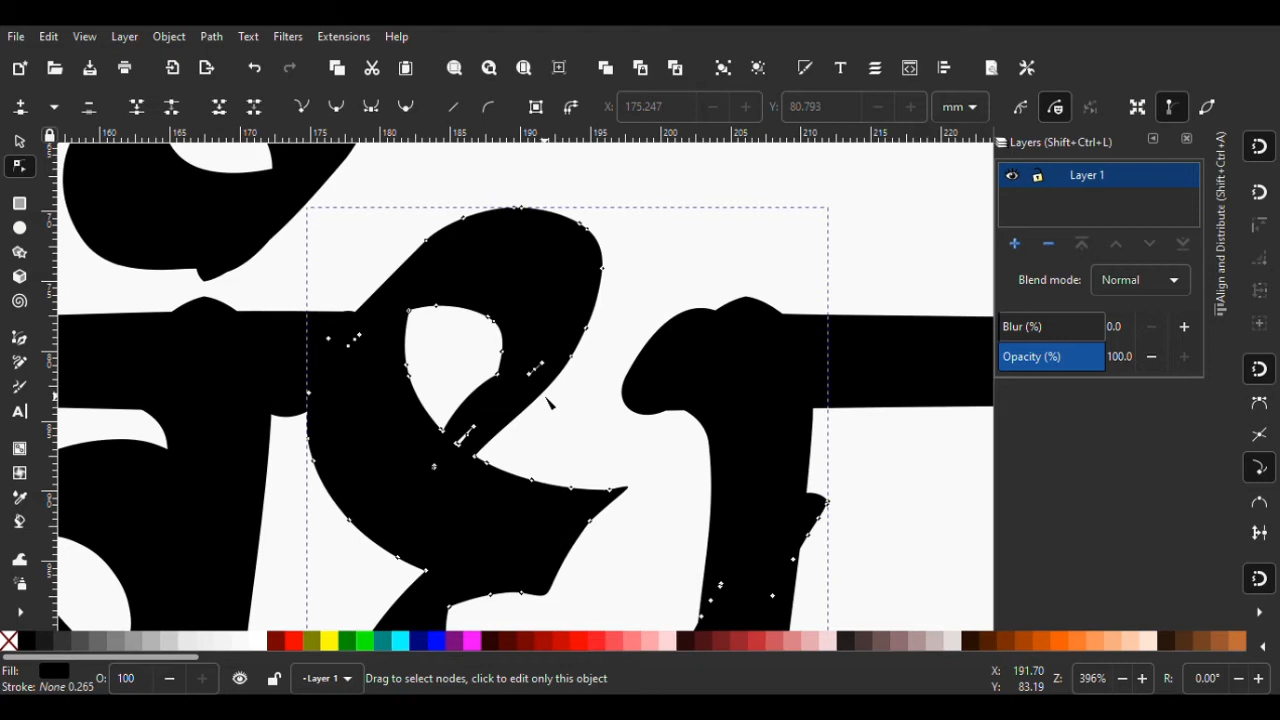 File Edit View Layer Object Path Text Filters Extensions Help
X: 175.247 Y: 80.793 mm
160 165 170 175 180 185 190 195 200 205 210 215 220
Layers (Shift+Ctrl+L)
Layer 1
Blend mode: Normal
Blur (%) 0.0
Opacity (%) 100.0
Align and Distribute (Shift+Ctrl+A)
Fill:
Stroke: None 0.265
O: 100
Layer 1
Drag to select nodes, click to edit only this object
X: 191.70
Y: 83.19
Z: 396%
R: 0.00°